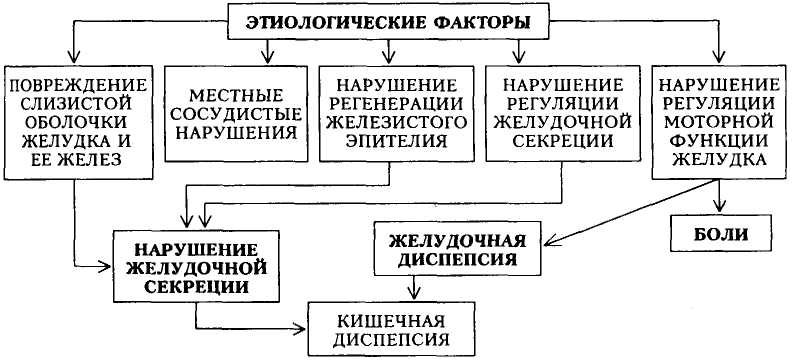 ЭТИОЛОГИЧЕСКИЕ ФАКТОРЫ
ПОВРЕЖДЕНИЕ
СЛИЗИСТОЙ
ОБОЛОЧКИ
ЖЕЛУДКА И
ЕЕ ЖЕЛЕЗ
МЕСТНЫЕ
СОСУДИСТЫЕ
НАРУШЕНИЯ
НАРУШЕНИЕ
РЕГЕНЕРАЦИИ
ЖЕЛЕЗИСТОГО
ЭПИТЕЛИЯ
НАРУШЕНИЕ
РЕГУЛЯЦИИ
ЖЕЛУДОЧНОЙ
СЕКРЕЦИИ
НАРУШЕНИЕ
РЕГУЛЯЦИИ
МОТОРНОЙ
ФУНКЦИИ
ЖЕЛУДКА
НАРУШЕНИЕ
ЖЕЛУДОЧНОЙ
СЕКРЕЦИИ
ЖЕЛУДОЧНАЯ
ДИСПЕПСИЯ
БОЛИ
КИШЕЧНАЯ
ДИСПЕПСИЯ